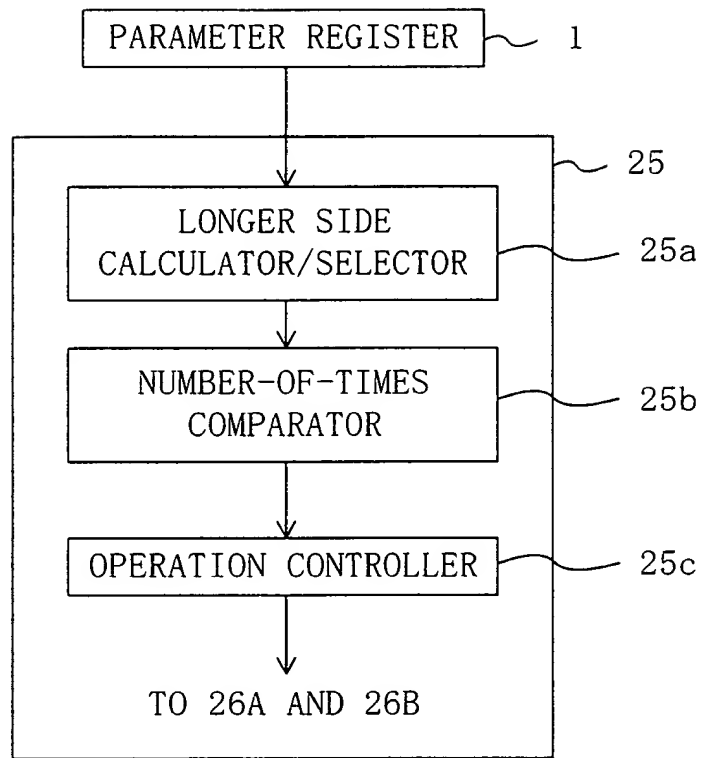 PARAMETER REGISTER
1
25
LONGER SIDE
CALCULATOR/SELECTOR
25a
NUMBER-OF-TIMES
COMPARATOR
25b
OPERATION CONTROLLER
25c
TO 26A AND 26B